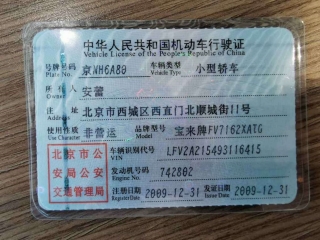 中华人民共和国机动车行驶证
Vehicle License of the People's Republic of China
号牌号码 京NH6A80 车辆类型 小型轿车
Plate No. Vehicle Type
所有人 安蕾
Owner
住址 北京市西城区西直门北顺城街11号
Address
使用性质 非营运 品牌型号 宝来牌FV7162XATG
Use Character Model
北京市公安局公安交通管理局
车辆识别代号 LFV2A215493116415
VIN
发动机号码 742802
Engine No.
注册日期 2009-12-31 发证日期 2009-12-31
Register Date Issue Date